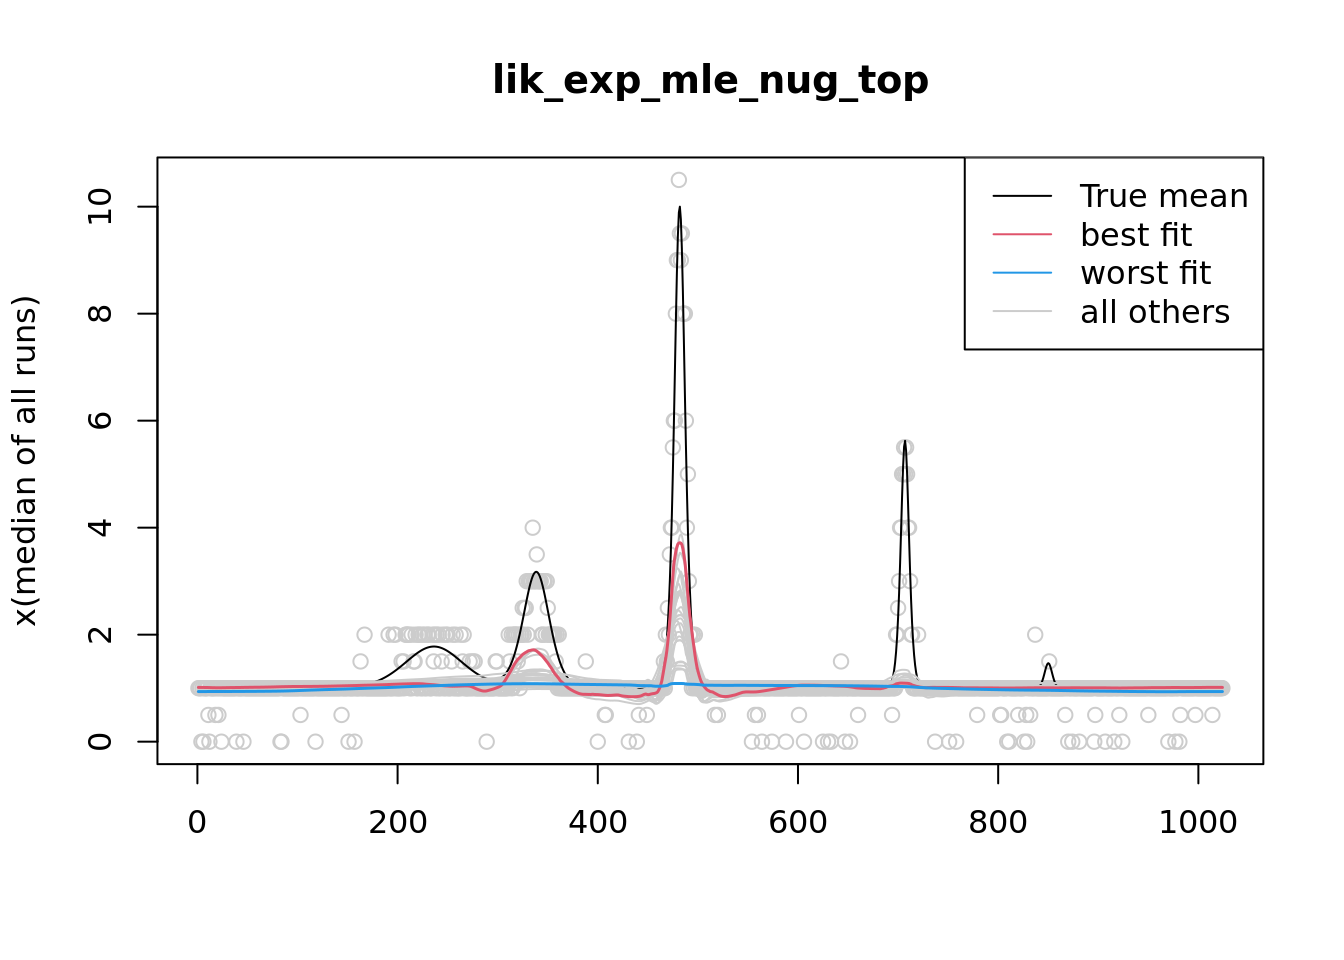 lik_exp_mle_nug_top
True mean
best fit
worst fit
all others
x(median of all runs)
10
8
6
4
2
0
0 200 400 600 800 1000